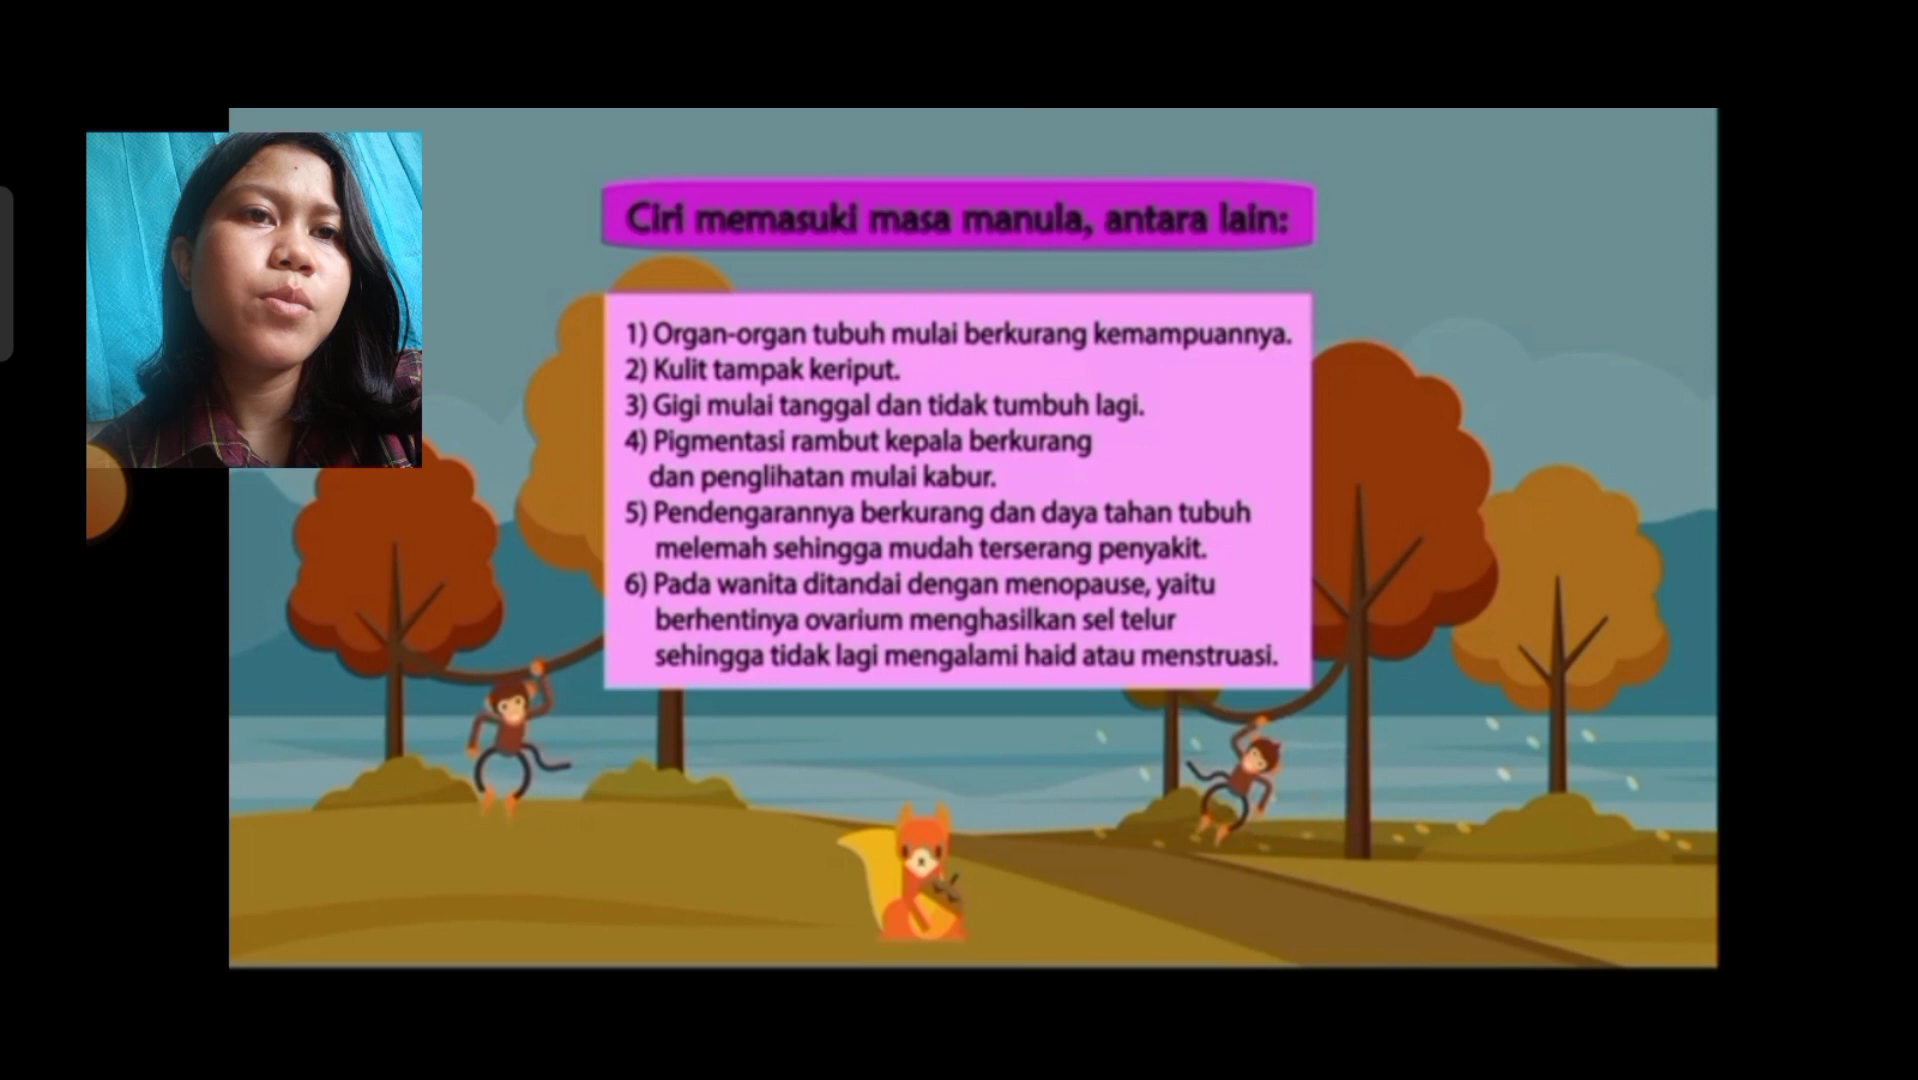 Ciri memasuki masa manula, antara lain:
1) Organ-organ tubuh mulai berkurang kemampuannya.
2) Kulit tampak keriput.
3) Gigi mulai tanggal dan tidak tumbuh lagi.
4) Pigmentasi rambut kepala berkurang
dan penglihatan mulai kabur.
5) Pendengarannya berkurang dan daya tahan tubuh
melemah sehingga mudah terserang penyakit.
6) Pada wanita ditandai dengan menopause, yaitu
berhentinya ovarium menghasilkan sel telur
sehingga tidak lagi mengalami haid atau menstruasi.